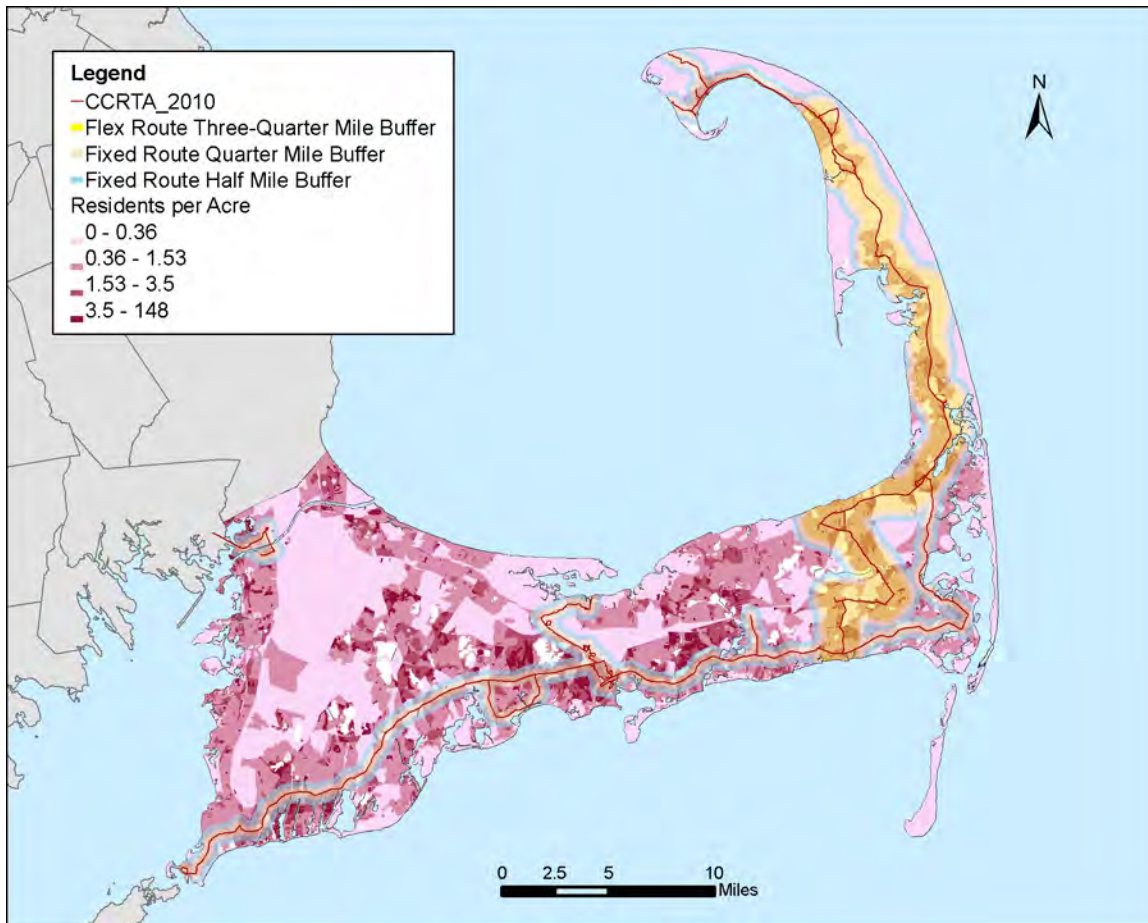 Legend
CCRTA_2010
Flex Route Three-Quarter Mile Buffer
Fixed Route Quarter Mile Buffer
Fixed Route Half Mile Buffer
Residents per Acre
0 - 0.36
0.36 - 1.53
1.53 - 3.5
3.5 - 148
N
0 2.5 5 10
Miles